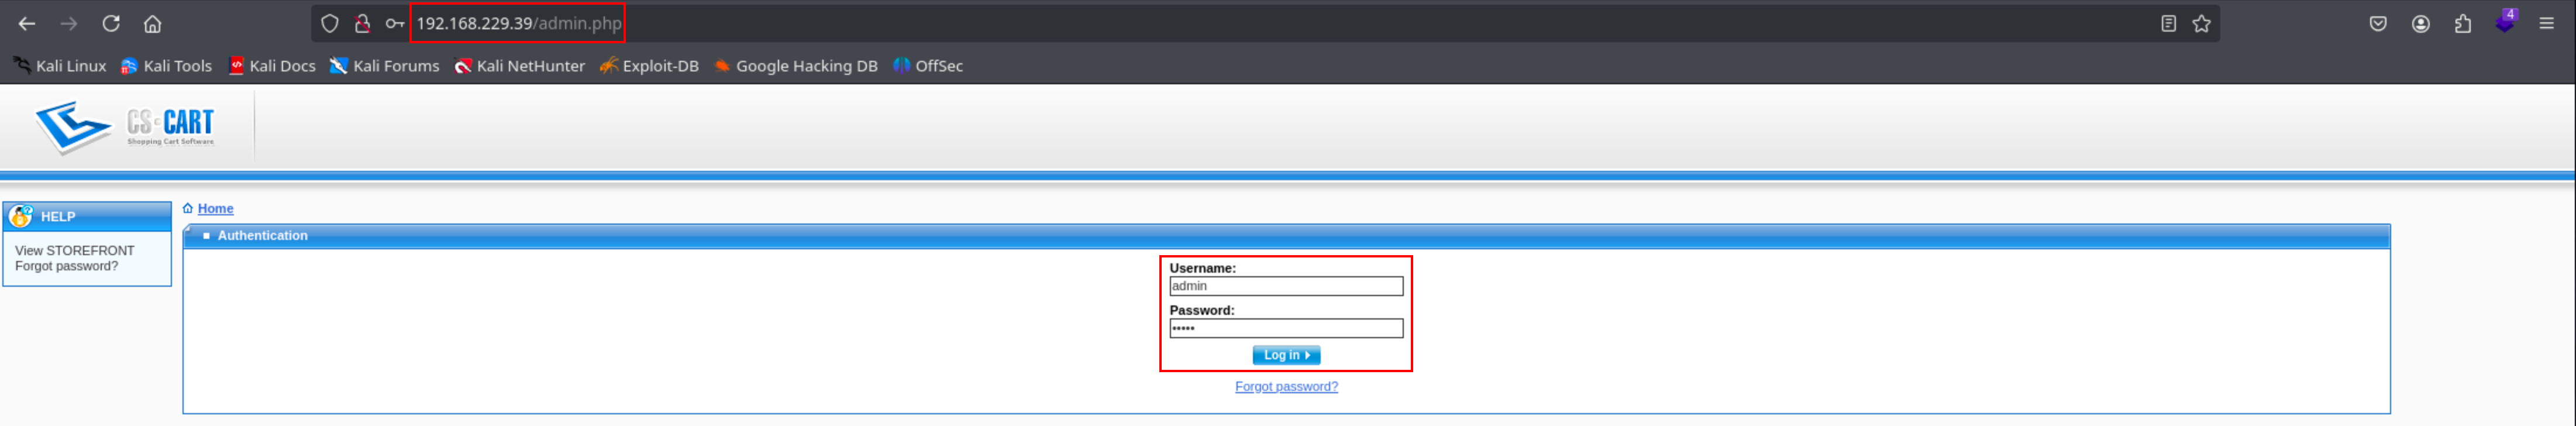 192.168.229.39/admin.php
4
Kali Linux Kali Tools Kali Docs Kali Forums Kali NetHunter Exploit-DB Google Hacking DB OffSec
CS-CART
Shopping Cart Software
HELP
View STOREFRONT
Forgot password?
Home
Authentication
Username:
admin
Password:
•••••
Log in
Forgot password?